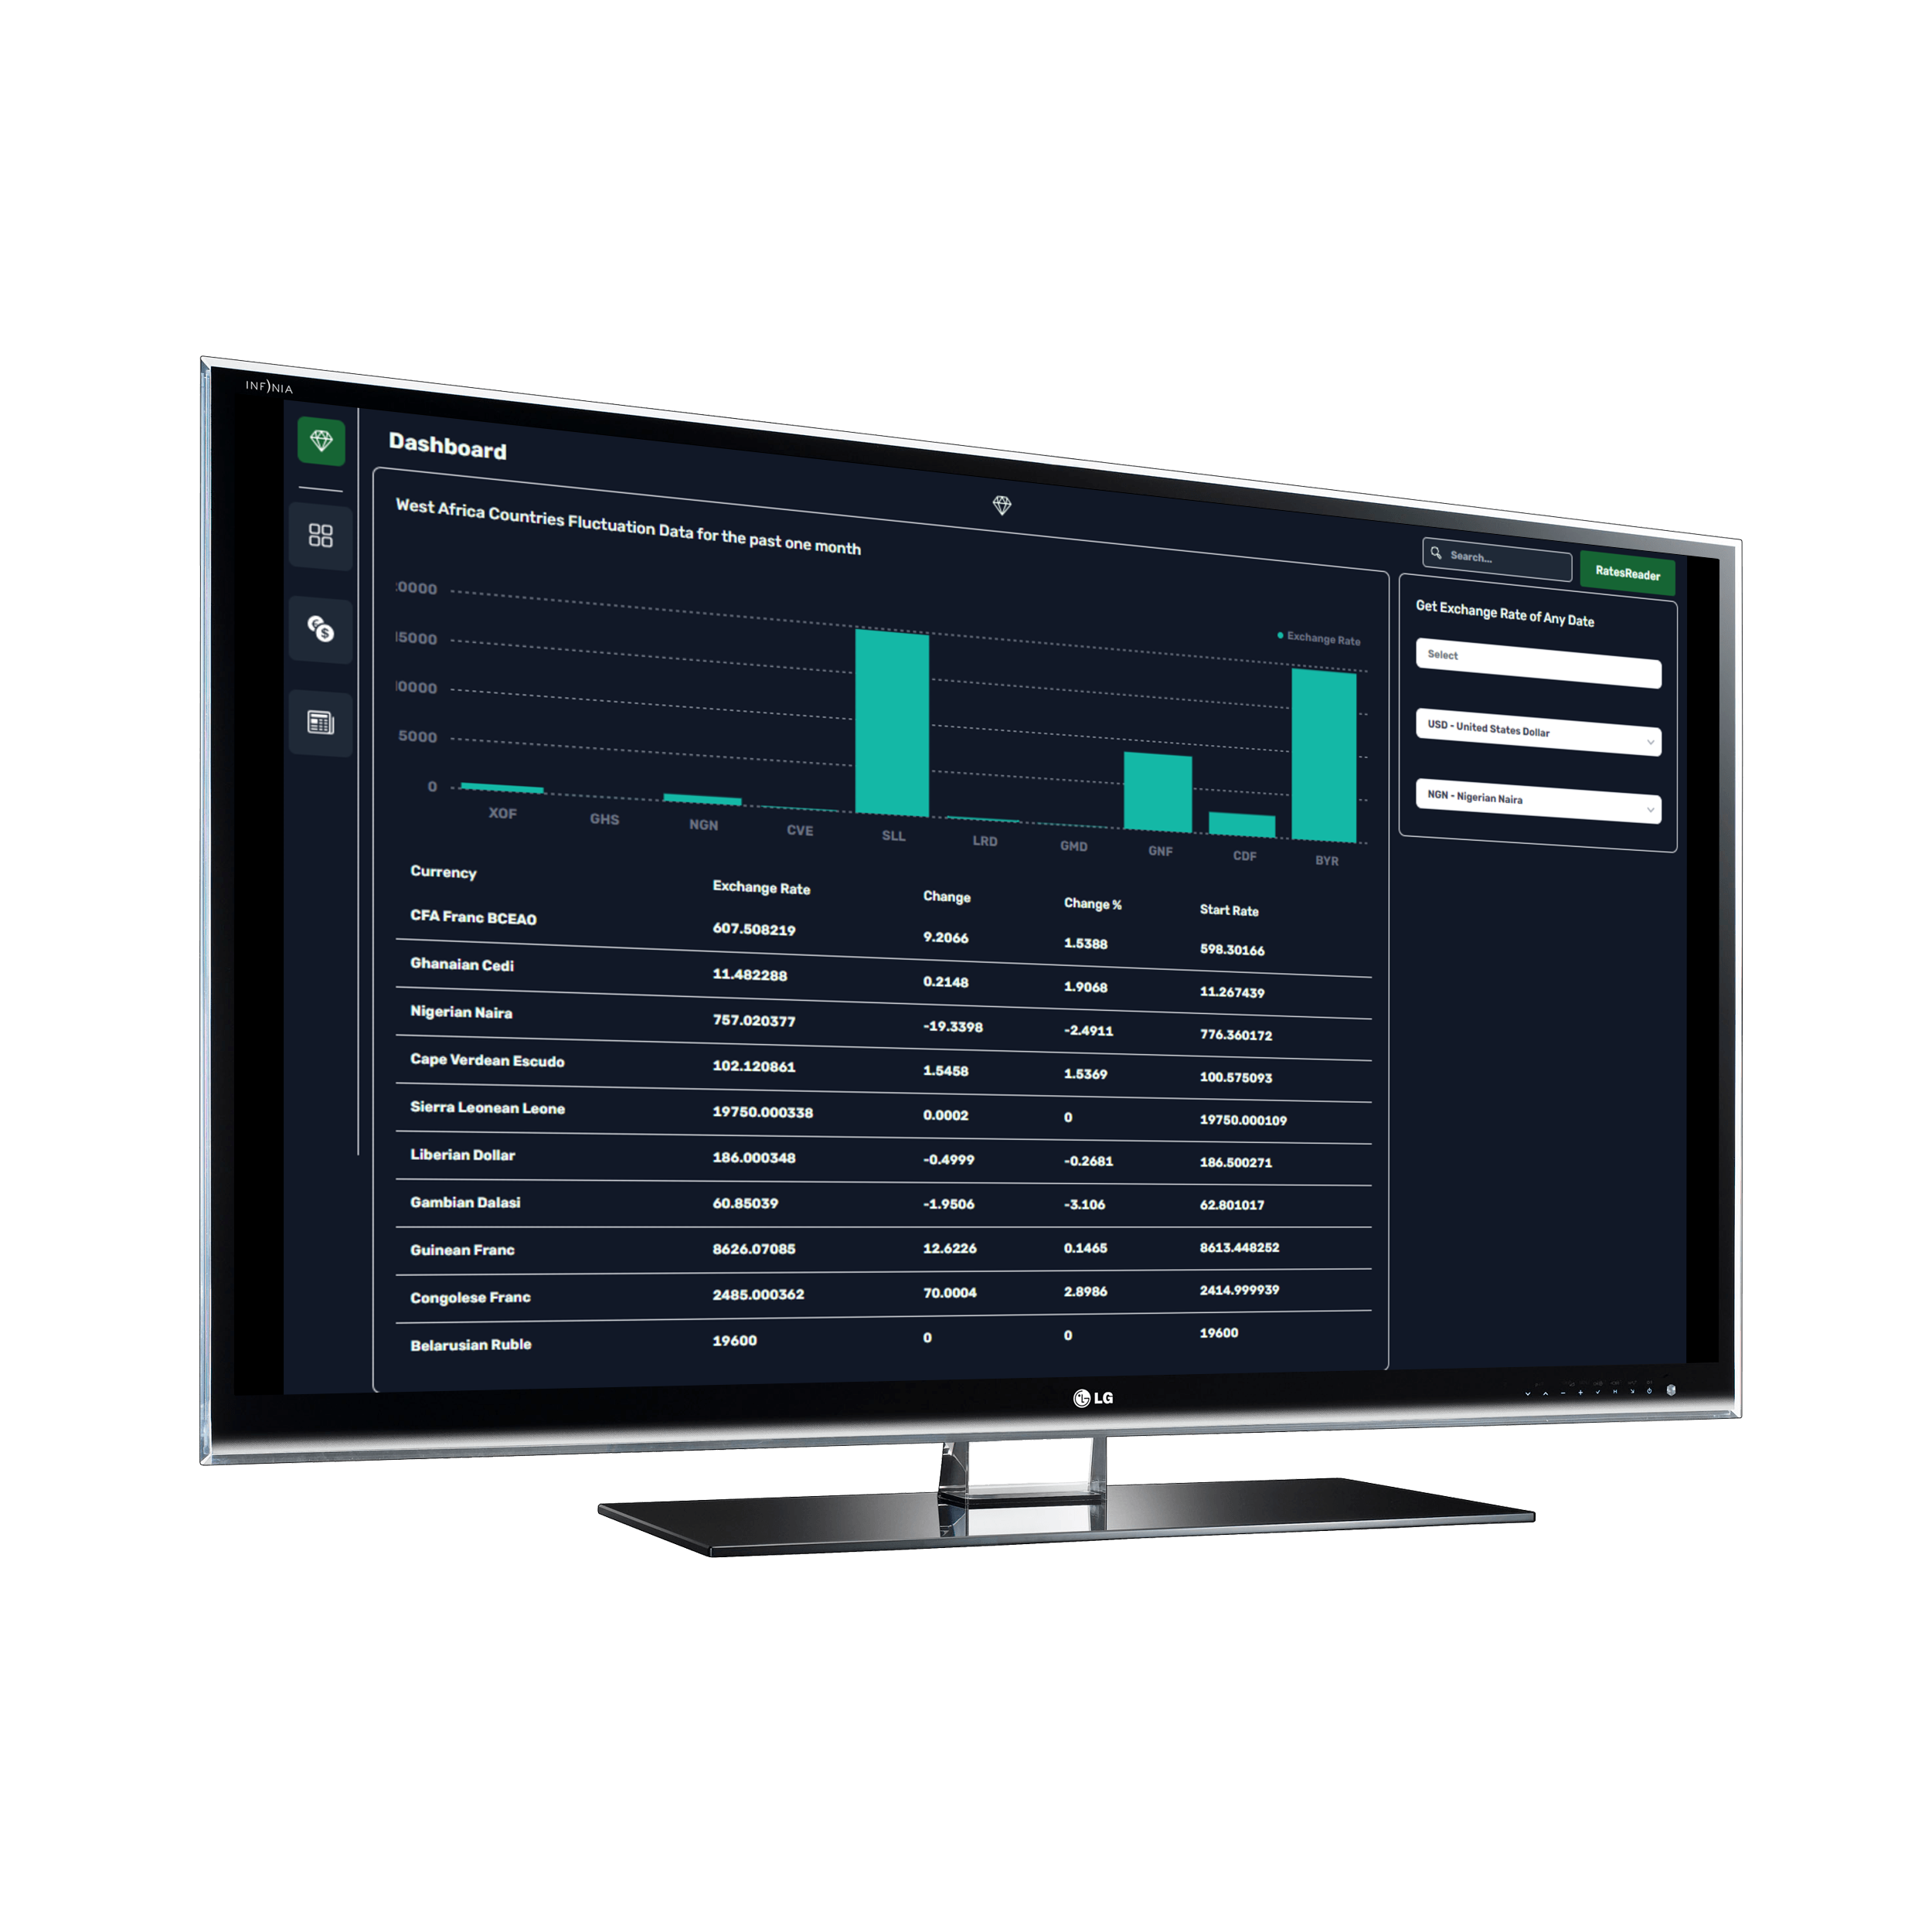 INFINIA
Dashboard
West Africa Countries Fluctuation Data for the past one month
Search...
RatesReader
Exchange Rate
15000
10000
5000
0
XOF GHS NGN CVE SLL LRD GMD GNF CDF BYR
Currency Exchange Rate Change Change % Start Rate
CFA Franc BCEAO 607.508219 9.2066 1.5388 598.30166
Ghanaian Cedi 11.482288 0.2148 1.9068 11.267439
Nigerian Naira 757.020377 -19.3398 -2.4911 776.360172
Cape Verdean Escudo 102.120861 1.5458 1.5369 100.575093
Sierra Leonean Leone 19750.000338 0.0002 0 19750.000109
Liberian Dollar 186.000348 -0.4999 -0.2681 186.500271
Gambian Dalasi 60.85039 -1.9506 -3.106 62.801017
Guinean Franc 8626.07085 12.6226 0.1465 8613.448252
Congolese Franc 2485.000362 70.0004 2.8986 2414.999939
Belarusian Ruble 19600 0 0 19600
Get Exchange Rate of Any Date
Select
USD - United States Dollar
NGN - Nigerian Naira
LG